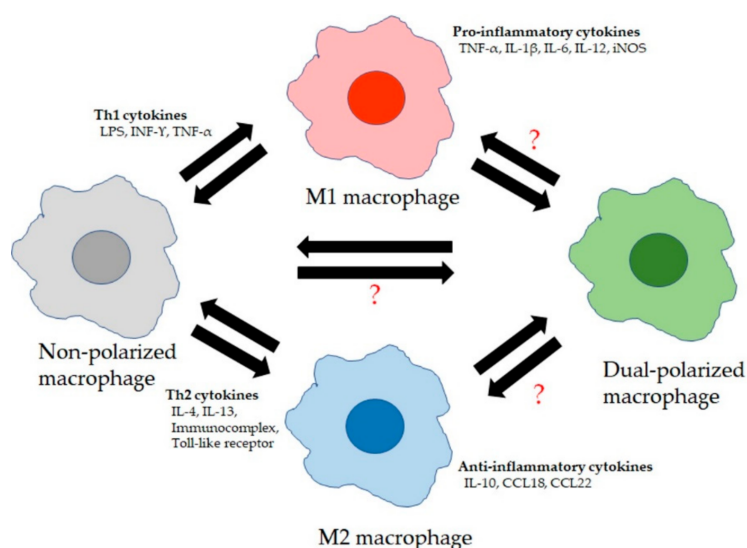 Pro-inflammatory cytokines
TNF-α, IL-1β, IL-6, IL-12, iNOS
Th1 cytokines
LPS, INF-ϒ, TNF-α
?
M1 macrophage
?
Non-polarized
macrophage
Dual-polarized
macrophage
Th2 cytokines
IL-4, IL-13,
Immunocomplex,
Toll-like receptor
?
Anti-inflammatory cytokines
IL-10, CCL18, CCL22
M2 macrophage